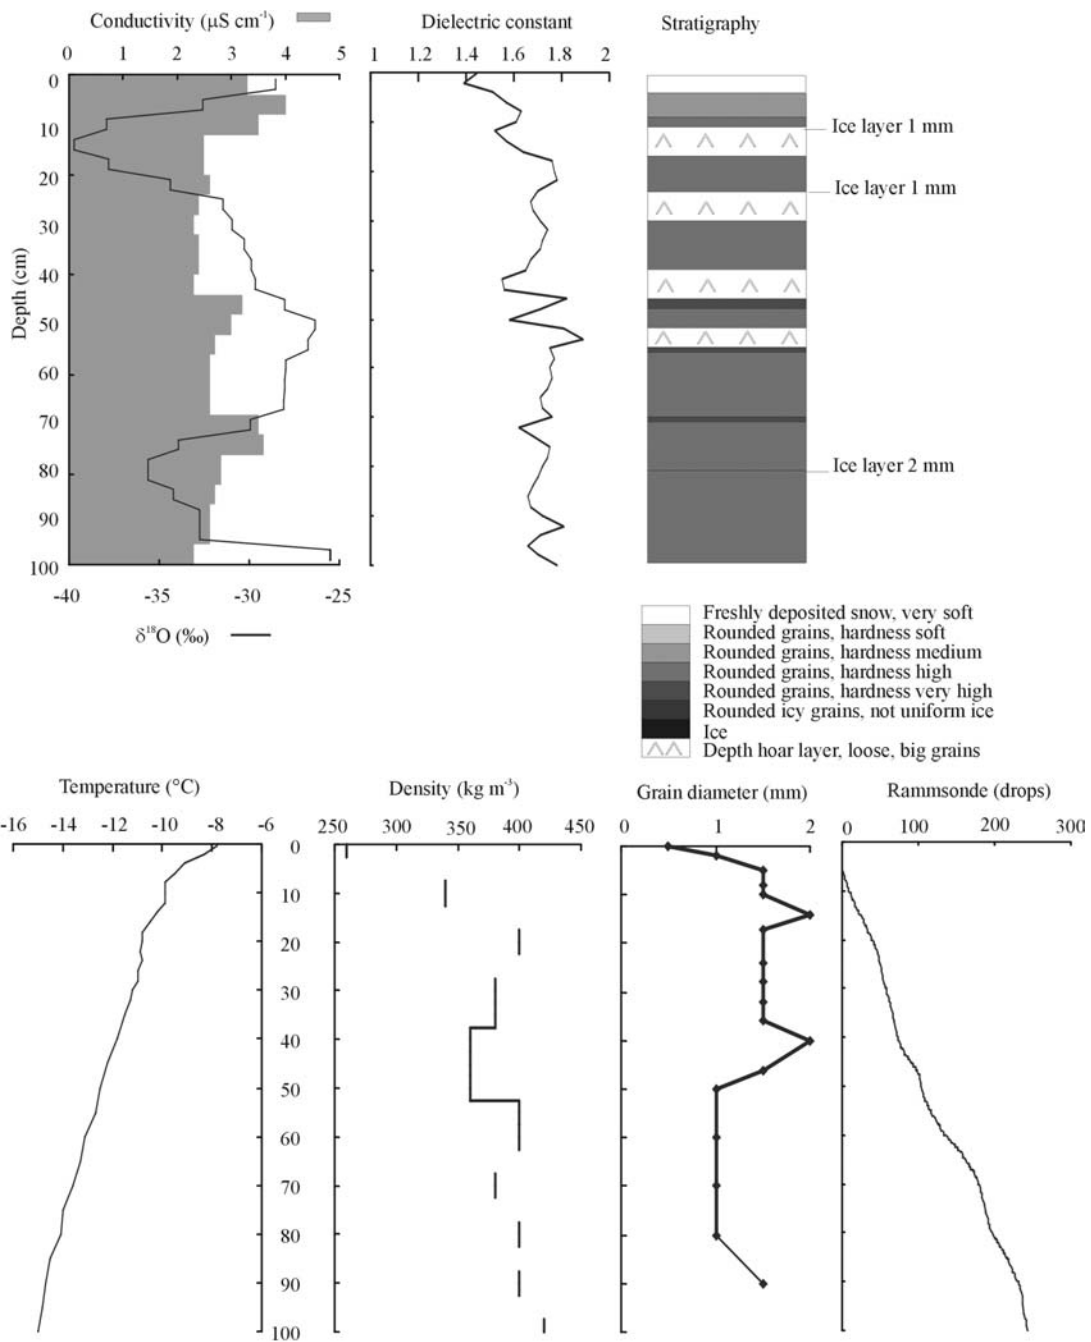 Conductivity (µS cm⁻¹)
Dielectric constant
Stratigraphy
0 1 2 3 4 5
1 1.2 1.4 1.6 1.8 2
Depth (cm)
0
10
20
30
40
50
60
70
80
90
100
-40 -35 -30 -25
δ¹⁸O (‰)
Ice layer 1 mm
Ice layer 1 mm
Ice layer 2 mm
Freshly deposited snow, very soft
Rounded grains, hardness soft
Rounded grains, hardness medium
Rounded grains, hardness high
Rounded grains, hardness very high
Rounded icy grains, not uniform ice
Ice
Depth hoar layer, loose, big grains
Temperature (°C)
Density (kg m⁻³)
Grain diameter (mm)
Rammsonde (drops)
-16 -14 -12 -10 -8 -6
250 300 350 400 450
0 1 2
0 100 200 300
0
10
20
30
40
50
60
70
80
90
100